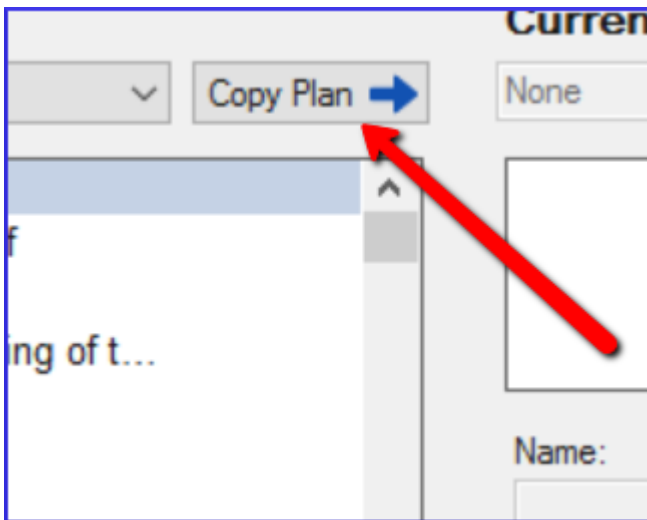 Curren
Copy Plan
None
f
ing of t...
Name: